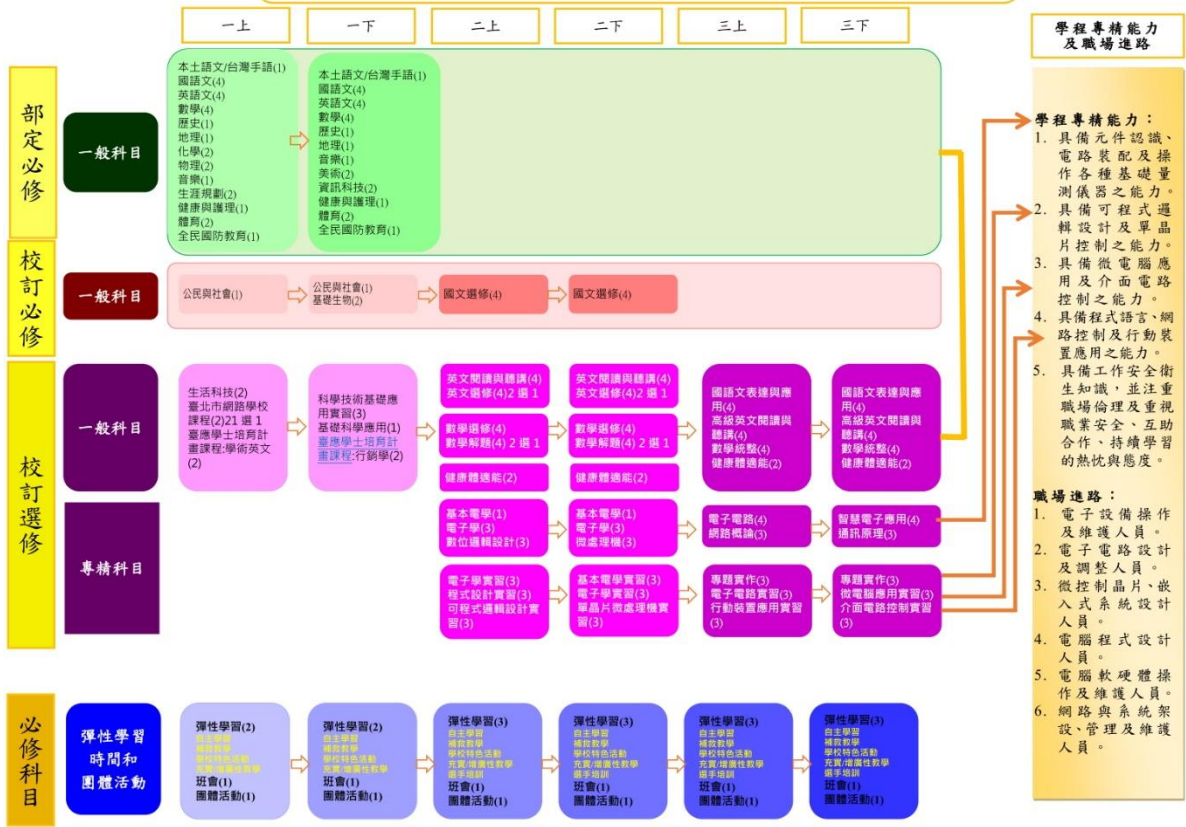 一上
一下
二上
二下
三上
三下
學程專精能力
及職場進路
部定必修
一般科目
本土語文/台灣手語(1)
國語文(4)
英語文(4)
數學(4)
歷史(1)
地理(1)
化學(2)
物理(2)
音樂(1)
生涯規劃(2)
健康與護理(1)
體育(2)
全民國防教育(1)
本土語文/台灣手語(1)
國語文(4)
英語文(4)
數學(4)
歷史(1)
地理(1)
音樂(1)
美術(2)
資訊科技(2)
健康與護理(1)
體育(2)
全民國防教育(1)
校訂必修
一般科目
公民與社會(1)
公民與社會(1)
基礎生物(2)
國文選修(4)
國文選修(4)
校訂選修
一般科目
生活科技(2)
臺北市網路學校
課程(2)21 選 1
臺應學士培育計
畫課程:學術英文
(2)
科學技術基礎應
用實習(3)
基礎科學應用(1)
臺應學士培育計
畫課程:行銷學(2)
英文閱讀與聽講(4)
英文選修(4)2 選 1
數學選修(4)
數學解題(4) 2 選 1
健康體適能(2)
英文閱讀與聽講(4)
英文選修(4)2 選 1
數學選修(4)
數學解題(4) 2 選 1
健康體適能(2)
國語文表達與應
用(4)
高級英文閱讀與
聽講(4)
數學統整(4)
健康體適能(2)
國語文表達與應
用(4)
高級英文閱讀與
聽講(4)
數學統整(4)
健康體適能(2)
專精科目
基本電學(1)
電子學(3)
數位邏輯設計(3)
基本電學(1)
電子學(3)
微處理機(3)
電子電路(4)
網路概論(3)
智慧電子應用(4)
通訊原理(3)
電子學實習(3)
程式設計實習(3)
可程式邏輯設計實
習(3)
基本電學實習(3)
電子學實習(3)
單晶片微處理機實
習(3)
專題實作(3)
電子電路實習(3)
行動裝置應用實習
(3)
專題實作(3)
微電腦應用實習(3)
介面電路控制實習
(3)
必修科目
彈性學習
時間和
團體活動
彈性學習(2)
自主學習
補救教學
學校特色活動
充實/增廣性教學
班會(1)
團體活動(1)
彈性學習(2)
自主學習
補救教學
學校特色活動
充實/增廣性教學
班會(1)
團體活動(1)
彈性學習(3)
自主學習
補救教學
學校特色活動
充實/增廣性教學
選手培訓
班會(1)
團體活動(1)
彈性學習(3)
自主學習
補救教學
學校特色活動
充實/增廣性教學
選手培訓
班會(1)
團體活動(1)
彈性學習(3)
自主學習
補救教學
學校特色活動
充實/增廣性教學
選手培訓
班會(1)
團體活動(1)
彈性學習(3)
自主學習
補救教學
學校特色活動
充實/增廣性教學
選手培訓
班會(1)
團體活動(1)
學程專精能力：
1. 具備元件認識、
電路裝配及操
作各種基礎量
測儀器之能力。
2. 具備可程式邏
輯設計及單晶
片控制之能力。
3. 具備微電腦應
用及介面電路
控制之能力。
4. 具備程式語言、網
路控制及行動裝
置應用之能力。
5. 具備工作安全衛
生知識，並注重
職場倫理及重視
職業安全、互助
合作、持續學習
的熱忱與態度。
職場進路：
1. 電子設備操作
及維護人員。
2. 電子電路設計
及調整人員。
3. 微控制晶片、嵌
入式系統設計
人員。
4. 電腦程式設計
人員。
5. 電腦軟硬體操
作及維護人員。
6. 網路與系統架
設、管理及維護
人員。